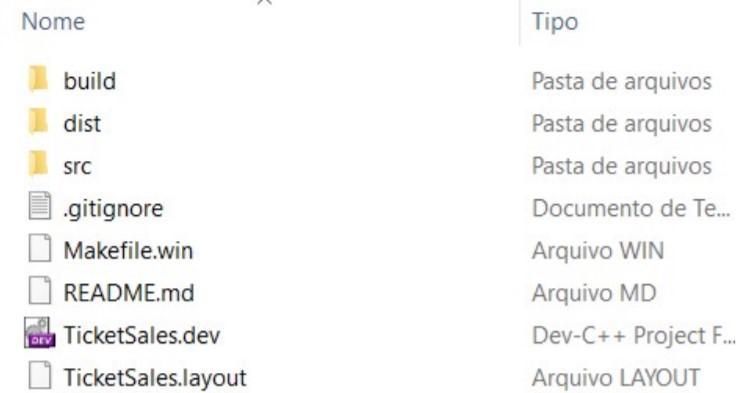 Nome Tipo
build Pasta de arquivos
dist Pasta de arquivos
src Pasta de arquivos
.gitignore Documento de Te...
Makefile.win Arquivo WIN
README.md Arquivo MD
DEV TicketSales.dev Dev-C++ Project F...
TicketSales.layout Arquivo LAYOUT